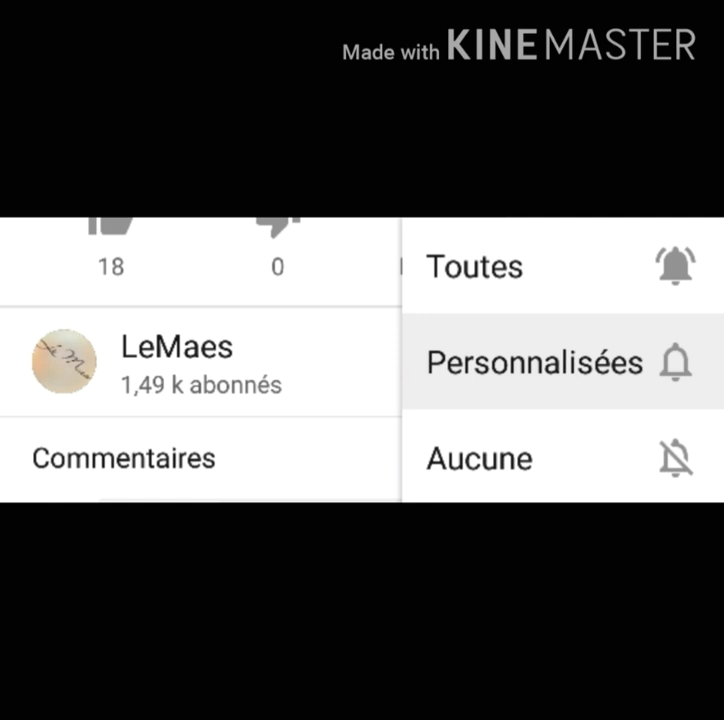 Made with KINEMASTER
18
0
LeMaes
1,49 k abonnés
Commentaires
Toutes
Personnalisées
Aucune